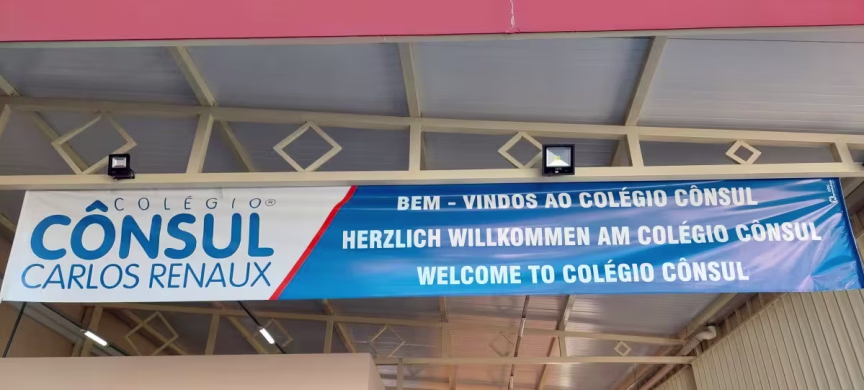 COLÉGIO®
CÔNSUL
CARLOS RENAUX
BEM - VINDOS AO COLÉGIO CÔNSUL
HERZLICH WILLKOMMEN AM COLÉGIO CÔNSUL
WELCOME TO COLÉGIO CÔNSUL